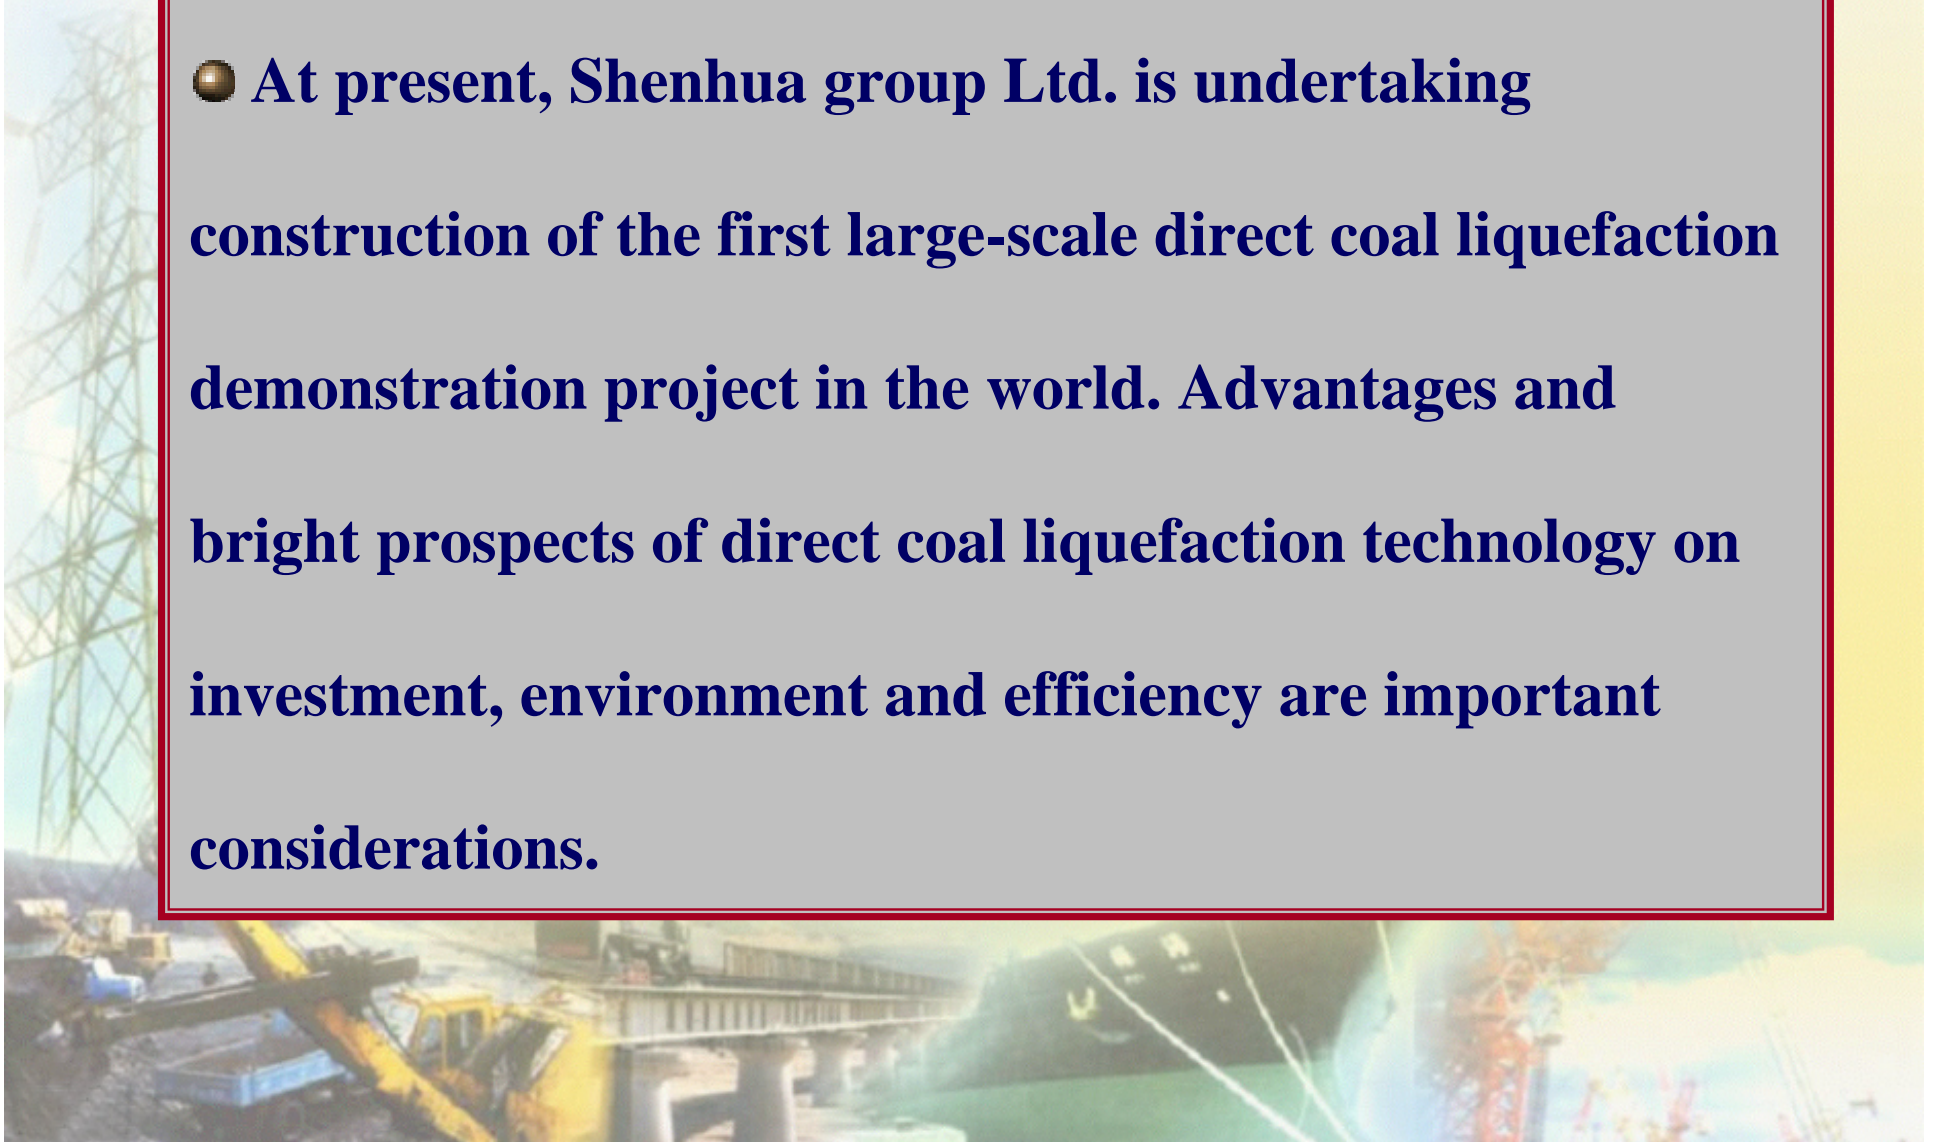 At present, Shenhua group Ltd. is undertaking
construction of the first large-scale direct coal liquefaction
demonstration project in the world. Advantages and
bright prospects of direct coal liquefaction technology on
investment, environment and efficiency are important
considerations.